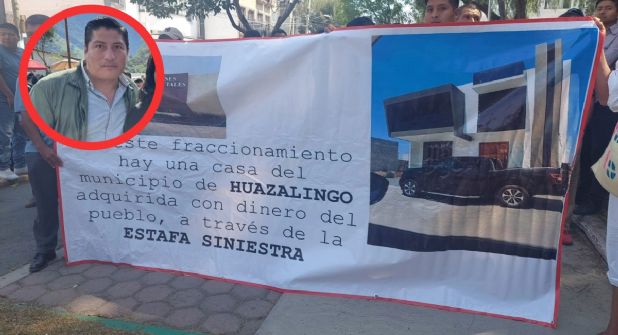 este fraccionamiento
hay una casa del
municipio de HUAZALINGO
adquirida con dinero del
pueblo, a través de la
ESTAFA SINIESTRA